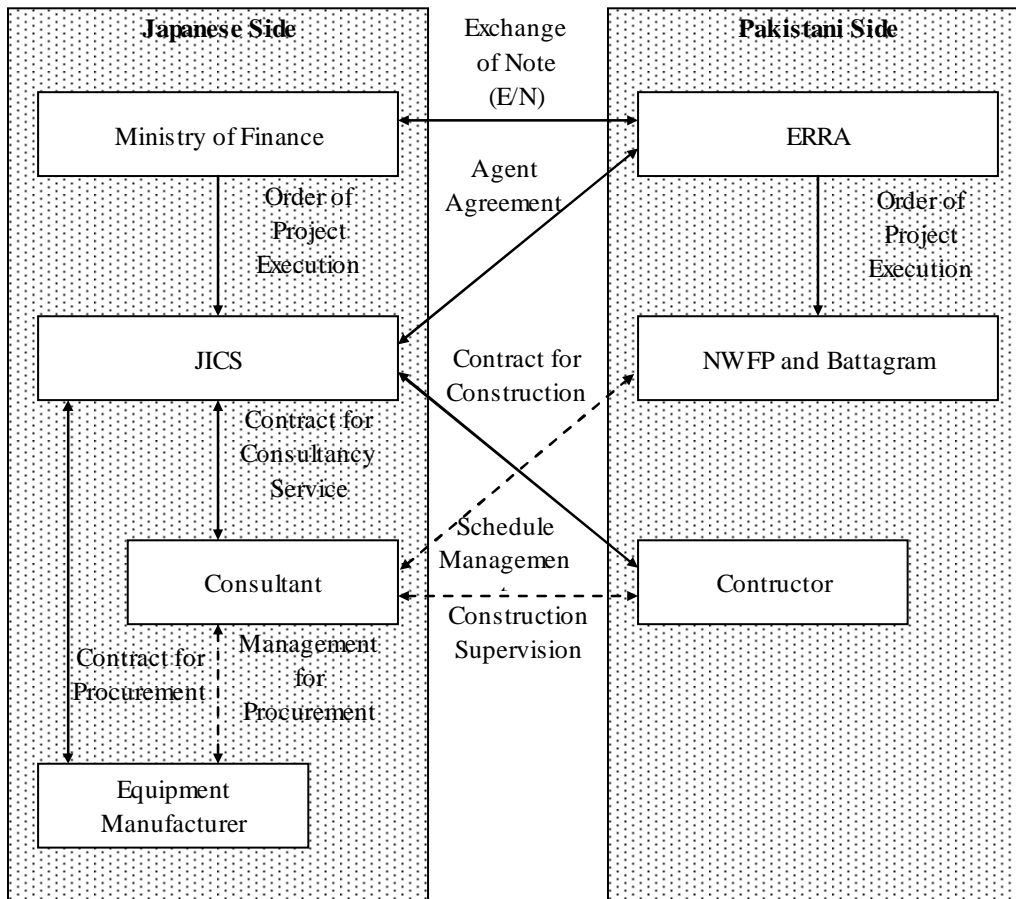 Japanese Side
Exchange
of Note
(E/N)
Pakistani Side
Ministry of Finance
ERRA
Agent
Agreement
Order of
Project
Execution
Order of
Project
Execution
JICS
Contract for
Construction
NWFP and Battagram
Contract for
Consultancy
Service
Schedule
Managemen
Consultant
Contructor
Construction
Supervision
Contract for
Procurement
Management
for
Procurement
Equipment
Manufacturer